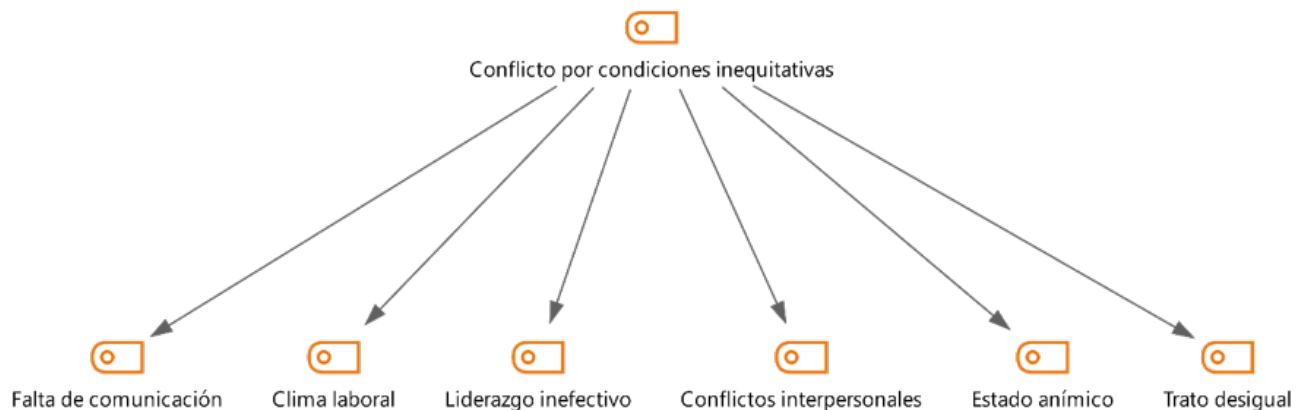 Conflicto por condiciones inequitativas
Falta de comunicación
Clima laboral
Liderazgo inefectivo
Conflictos interpersonales
Estado anímico
Trato desigual